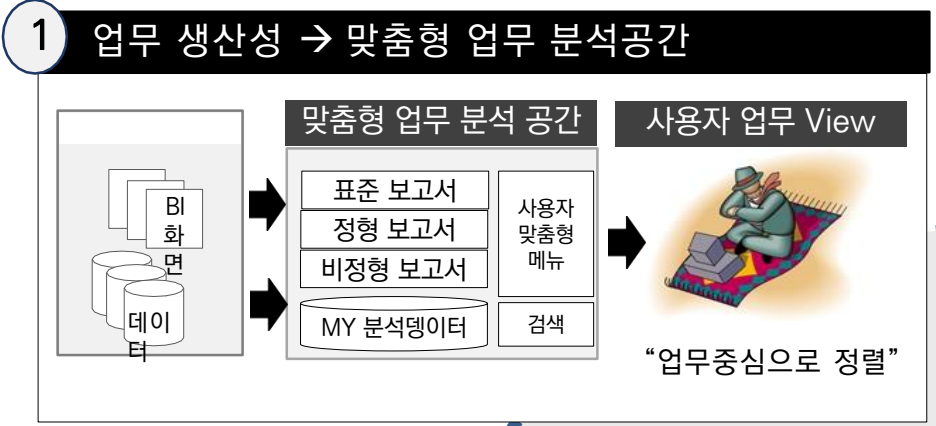 1 업무 생산성 → 맞춤형 업무 분석공간
맞춤형 업무 분석 공간
사용자 업무 View
BI
화
면
데이
터
표준 보고서
정형 보고서
비정형 보고서
MY 분석뎅이터
사용자
맞춤형
메뉴
검색
“업무중심으로 정렬”